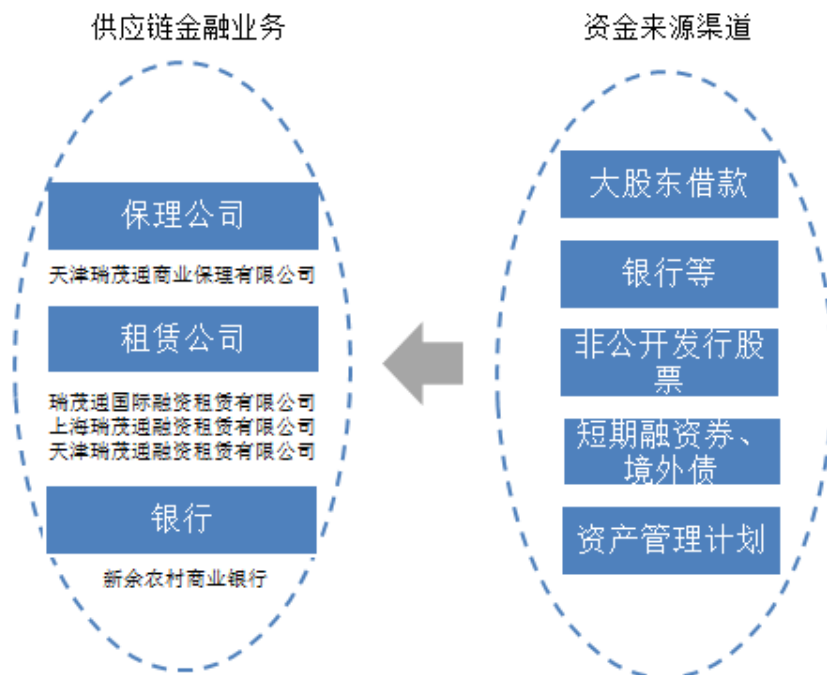 供应链金融业务
保理公司
天津瑞茂通商业保理有限公司
租赁公司
瑞茂通国际融资租赁有限公司
上海瑞茂通融资租赁有限公司
天津瑞茂通融资租赁有限公司
银行
新余农村商业银行
资金来源渠道
大股东借款
银行等
非公开发行股
票
短期融资券、
境外债
资产管理计划